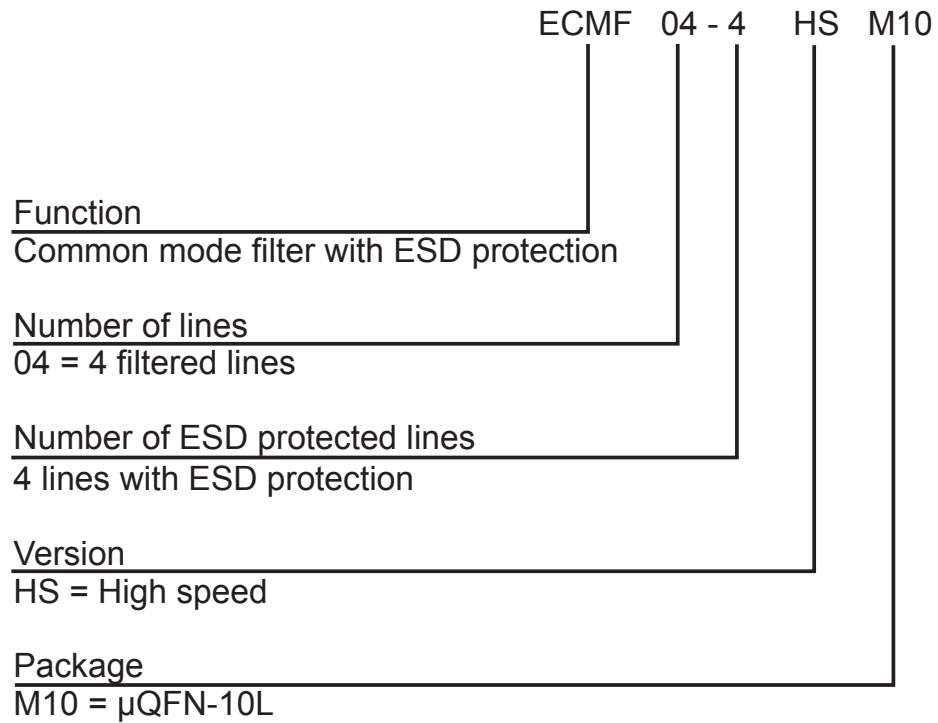 ECMF 04 - 4 HS M10
Function
Common mode filter with ESD protection
Number of lines
04 = 4 filtered lines
Number of ESD protected lines
4 lines with ESD protection
Version
HS = High speed
Package
M10 = µQFN-10L